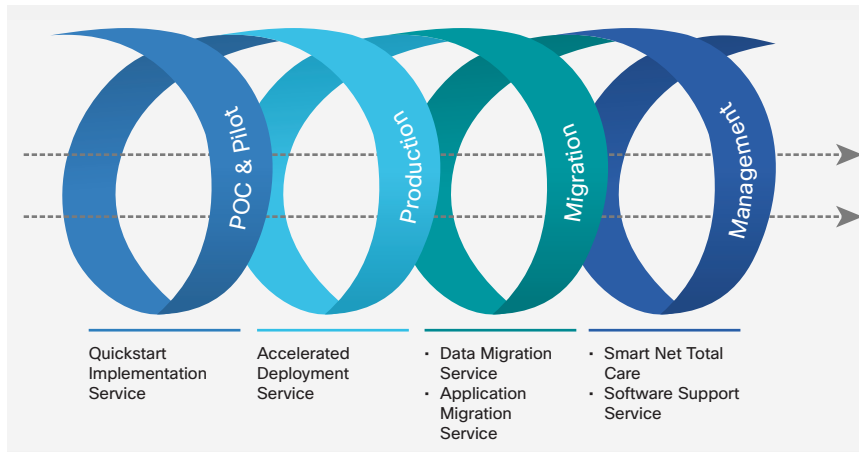 POC & Pilot
Production
Migration
Management
Quickstart
Implementation
Service
Accelerated
Deployment
Service
· Data Migration
Service
· Application
Migration
Service
· Smart Net Total
Care
· Software Support
Service